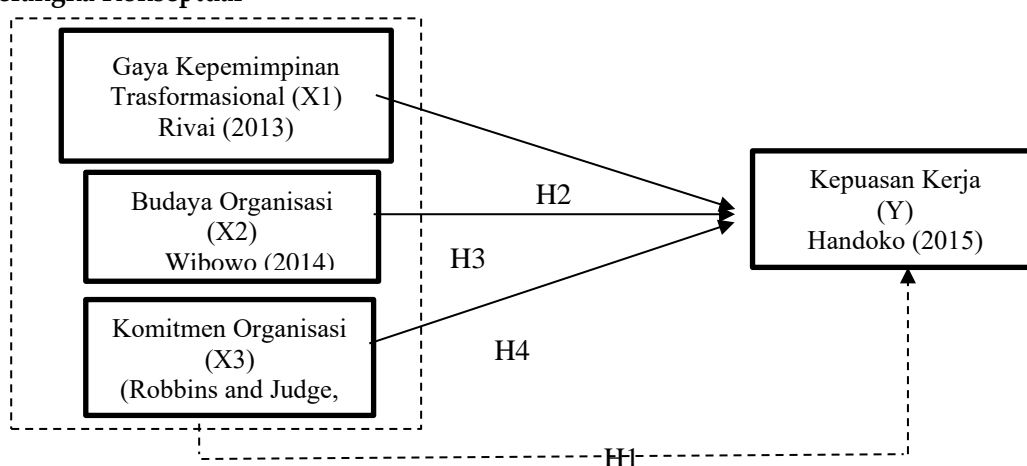 Konseptual
Gaya Kepemimpinan
Trasformasional (X1)
Rivai (2013)
Budaya Organisasi
(X2)
Wibowo (2014)
Komitmen Organisasi
(X3)
(Robbins and Judge,
H2
H3
H4
Kepuasan Kerja
(Y)
Handoko (2015)
H1